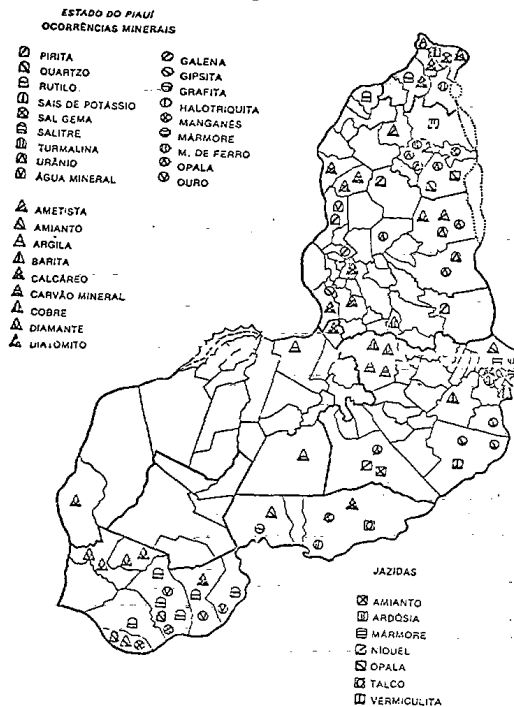 ESTADO DO PIAUÍ
OCORRÊNCIAS MINERAIS
PIRITA
QUARTZO
RUTILO
SAIS DE POTÁSSIO
SAL GEMA
SALITRE
TURMALINA
URÂNIO
ÁGUA MINERAL
GALENA
GIPSITA
GRAFITA
HALOTRIQUITA
MANGANÊS
MÁRMORE
M. DE FERRO
OPALA
OURO
AMETISTA
AMIANTO
ARGILA
BARITA
CALCÁREO
CARVÃO MINERAL
COBRE
DIAMANTE
DIATOMITO
JAZIDAS
AMIANTO
ARDÓSIA
MÁRMORE
NÍQUEL
OPALA
TALCO
VERMICULITA